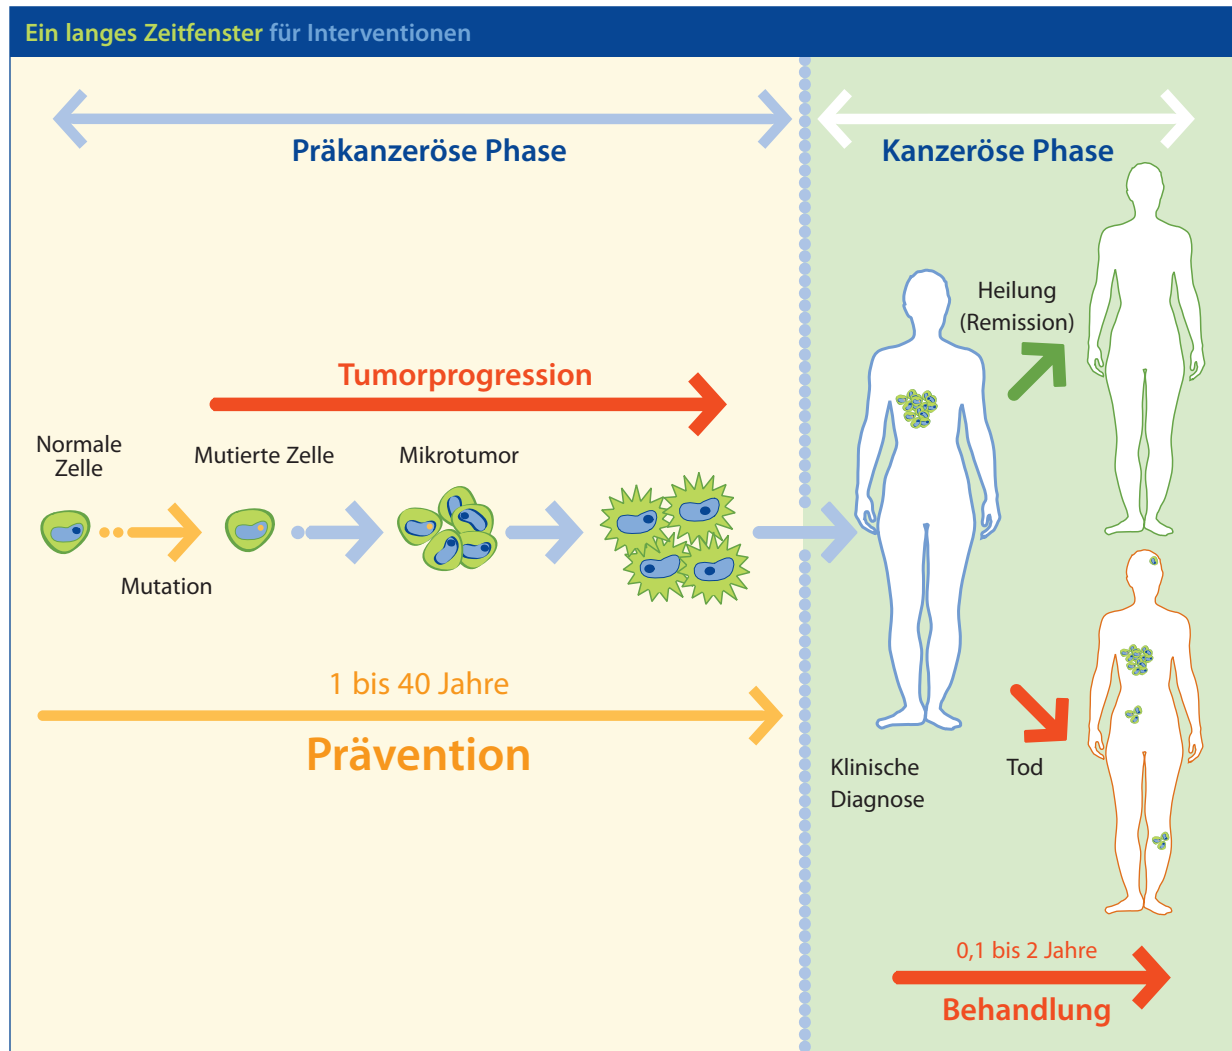 Ein langes Zeitfenster für Interventionen
Präkanzeröse Phase
Kanzeröse Phase
Heilung
(Remission)
Tumorprogression
Normale
Zelle
Mutierte Zelle
Mikrotumor
Mutation
1 bis 40 Jahre
Prävention
Klinische
Diagnose
Tod
0,1 bis 2 Jahre
Behandlung